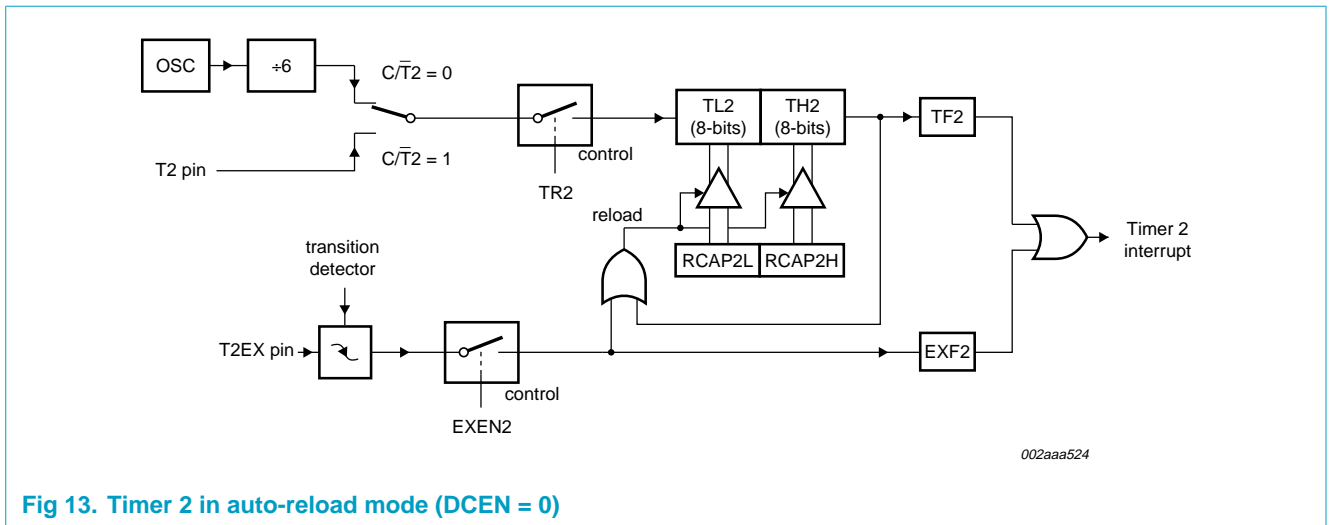 OSC
÷6
C/T̅2 = 0
C/T̅2 = 1
T2 pin
control
TR2
TL2
(8-bits)
TH2
(8-bits)
TF2
reload
RCAP2L
RCAP2H
Timer 2
interrupt
transition
detector
T2EX pin
control
EXEN2
EXF2
002aaa524
Fig 13. Timer 2 in auto-reload mode (DCEN = 0)